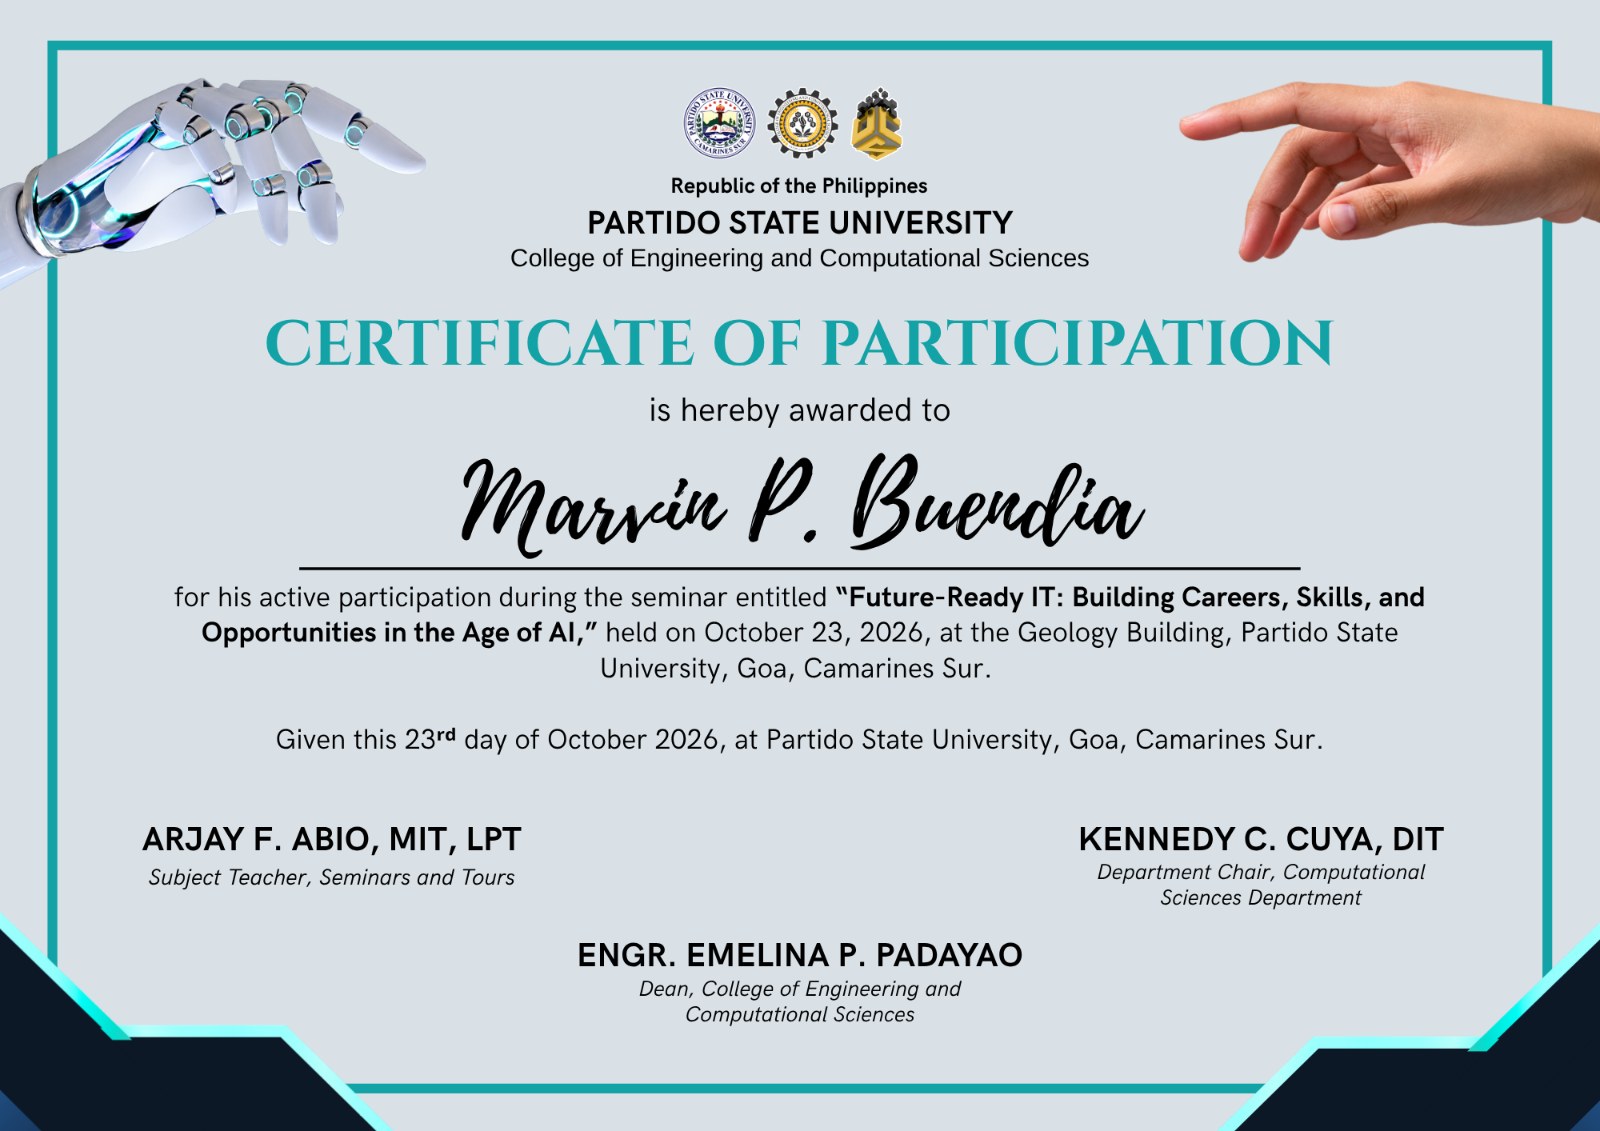 PARTIDO STATE UNIVERSITY
CAMARINES SUR
Republic of the Philippines
PARTIDO STATE UNIVERSITY
College of Engineering and Computational Sciences
CERTIFICATE OF PARTICIPATION
is hereby awarded to
Marvin P. Buendia
for his active participation during the seminar entitled “Future-Ready IT: Building Careers, Skills, and
Opportunities in the Age of AI,” held on October 23, 2026, at the Geology Building, Partido State
University, Goa, Camarines Sur.
Given this 23rd day of October 2026, at Partido State University, Goa, Camarines Sur.
ARJAY F. ABIO, MIT, LPT
Subject Teacher, Seminars and Tours
KENNEDY C. CUYA, DIT
Department Chair, Computational
Sciences Department
ENGR. EMELINA P. PADAYAO
Dean, College of Engineering and
Computational Sciences